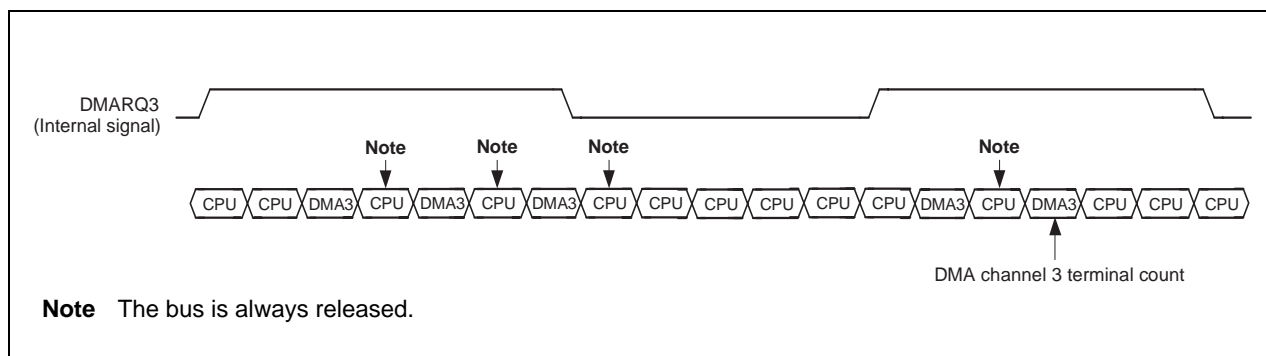 DMARQ3
(Internal signal)
Note Note Note Note
CPU CPU DMA3 CPU DMA3 CPU DMA3 CPU CPU CPU CPU CPU CPU DMA3 CPU DMA3 CPU CPU CPU
DMA channel 3 terminal count
Note The bus is always released.